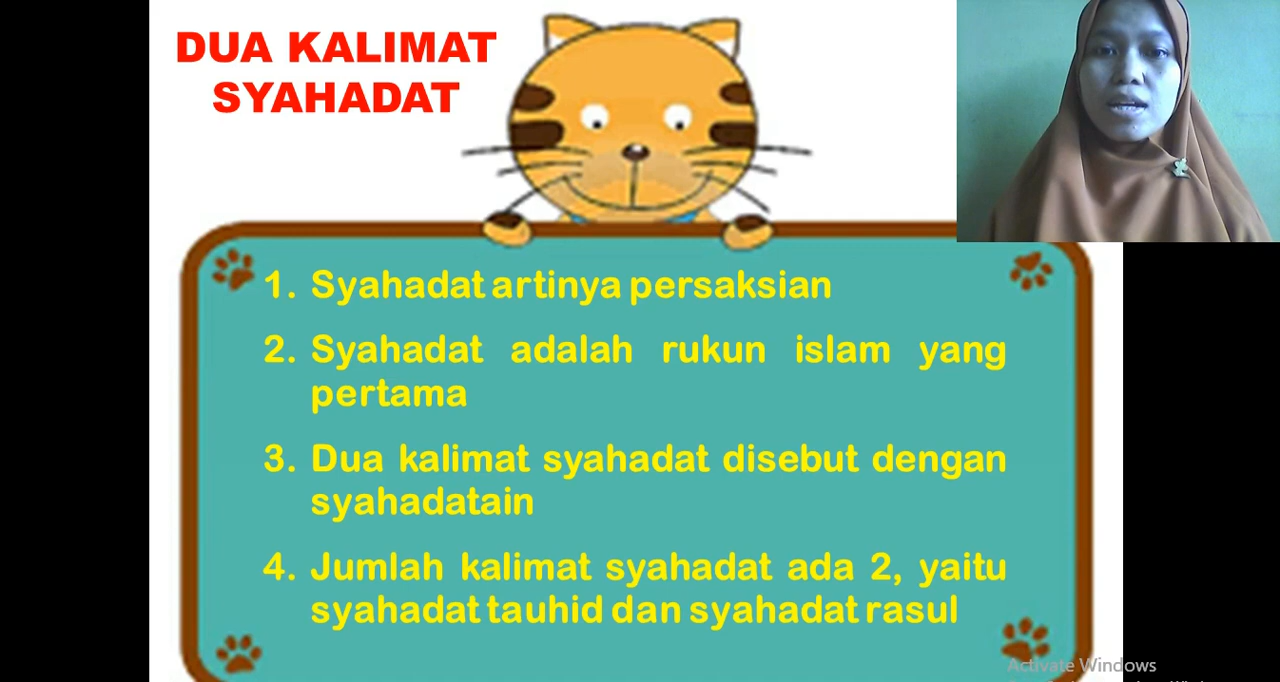 DUA KALIMAT
SYAHADAT
1. Syahadat artinya persaksian
2. Syahadat adalah rukun islam yang
pertama
3. Dua kalimat syahadat disebut dengan
syahadatain
4. Jumlah kalimat syahadat ada 2, yaitu
syahadat tauhid dan syahadat rasul
Activate Windows